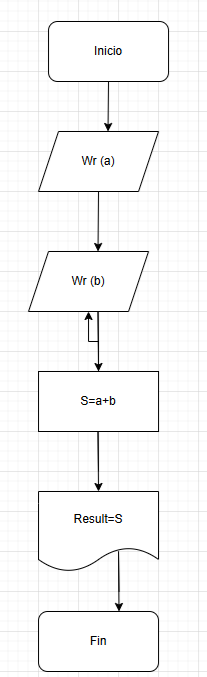 Inicio
Wr (a)
Wr (b)
S=a+b
Result=S
Fin